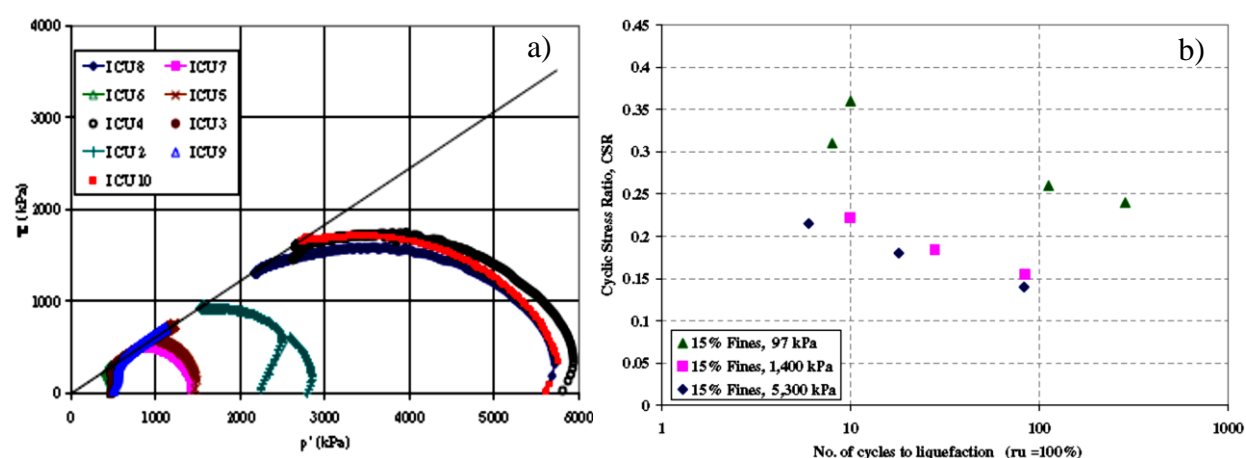 a)
4000
3000
2000
1000
0
(kPa)
ICU8 ICU7
ICU6 ICU5
ICU4 ICU3
ICU2 ICU9
ICU10
0 1000 2000 3000 4000 5000 6000
p' (kPa)
b)
Cyclic Stress Ratio, CSR
0.45
0.4
0.35
0.3
0.25
0.2
0.15
0.1
0.05
0
15% Fines, 97 kPa
15% Fines, 1,400 kPa
15% Fines, 5,300 kPa
1 10 100 1000
No. of cycles to liquefaction (ru =100%)